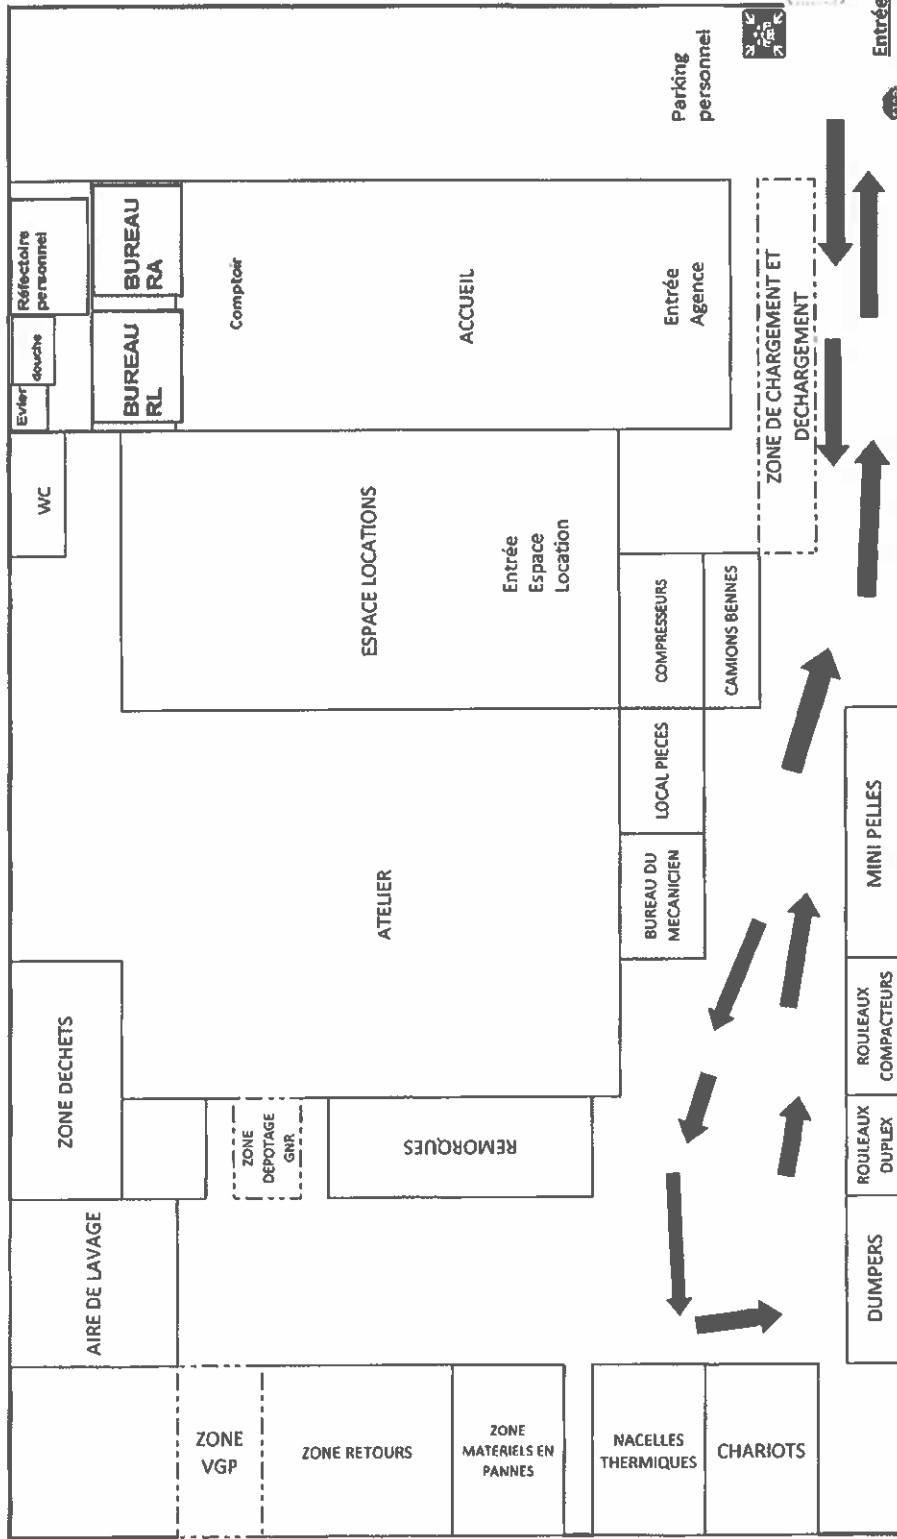 Réfectoire
personnel
douche
Evier
BUREAU
RA
BUREAU
RL
Comptoir
ACCUEIL
Entrée
Agence
Parking
personnel
Entrée
ZONE DE CHARGEMENT ET
DECHARGEMENT
WC
ESPACE LOCATIONS
Entrée
Espace
Location
COMPRESSEURS
CAMIONS BENNES
ATELIER
LOCAL PIECES
BUREAU DU
MECANICIEN
MINI PELLES
ZONE DECHETS
ZONE
DEPOTAGE
GNR
REMORQUES
ROULEAUX
COMPACTEURS
ROULEAUX
DUPLEX
AIRE DE LAVAGE
DUMPERS
ZONE
VGP
ZONE RETOURS
ZONE
MATERIELS EN
PANNES
NACELLES
THERMIQUES
CHARIOTS